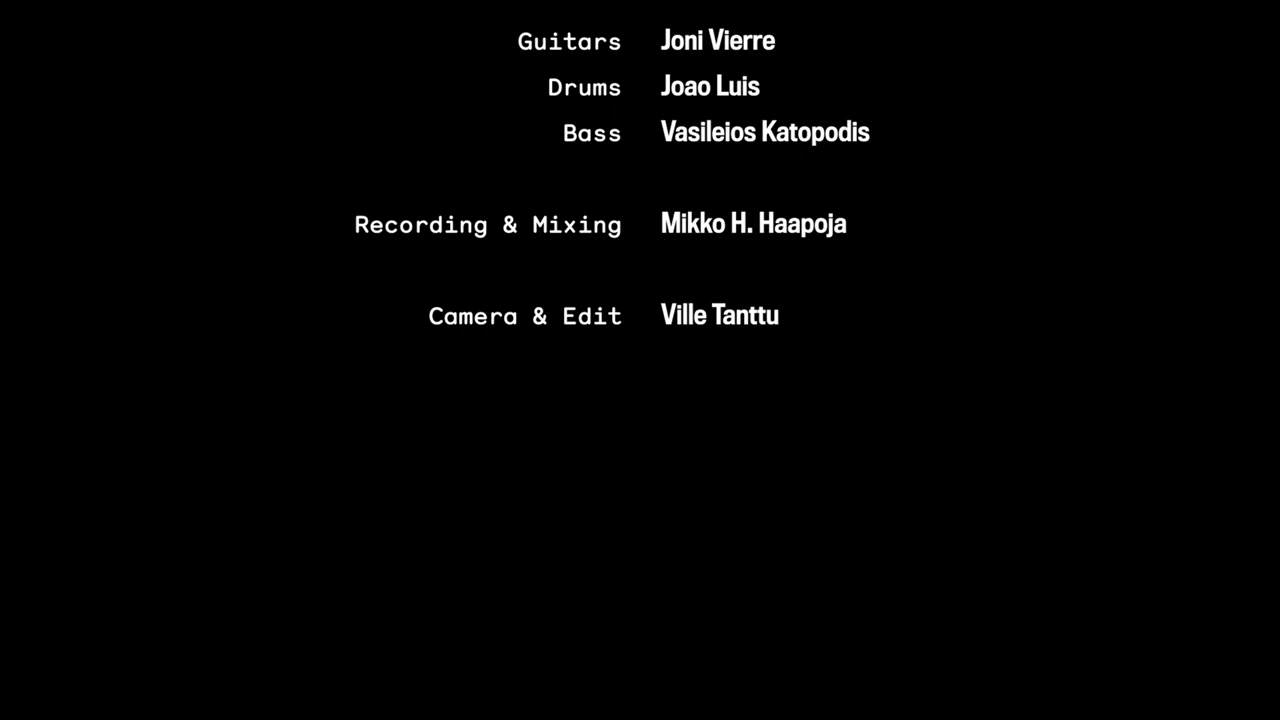 Guitars Joni Vierre
Drums Joao Luis
Bass Vasileios Katopodis
Recording & Mixing Mikko H. Haapoja
Camera & Edit Ville Tanttu